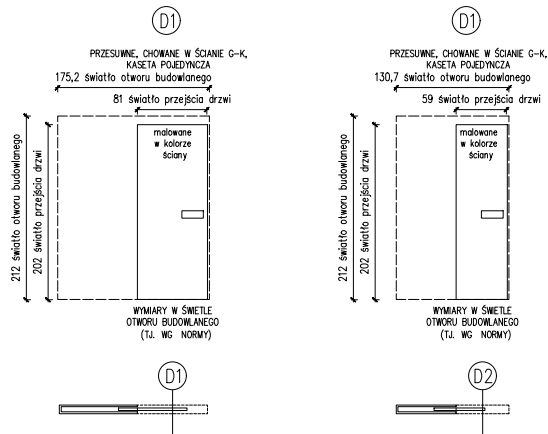 D1
PRZESUWNE, CHOWANE W ŚCIANIE G-K,
KASETA POJEDYNCZA
175,2 światło otworu budowlanego
81 światło przejścia drzwi
malowane
w kolorze
ściany
212 światło otworu budowlanego
202 światło przejścia drzwi
WYMIARY W ŚWIETLE
OTWORU BUDOWLANEGO
(TJ. WG NORMY)
D1
D1
PRZESUWNE, CHOWANE W ŚCIANIE G-K,
KASETA POJEDYNCZA
130,7 światło otworu budowlanego
59 światło przejścia drzwi
malowane
w kolorze
ściany
212 światło otworu budowlanego
202 światło przejścia drzwi
WYMIARY W ŚWIETLE
OTWORU BUDOWLANEGO
(TJ. WG NORMY)
D2